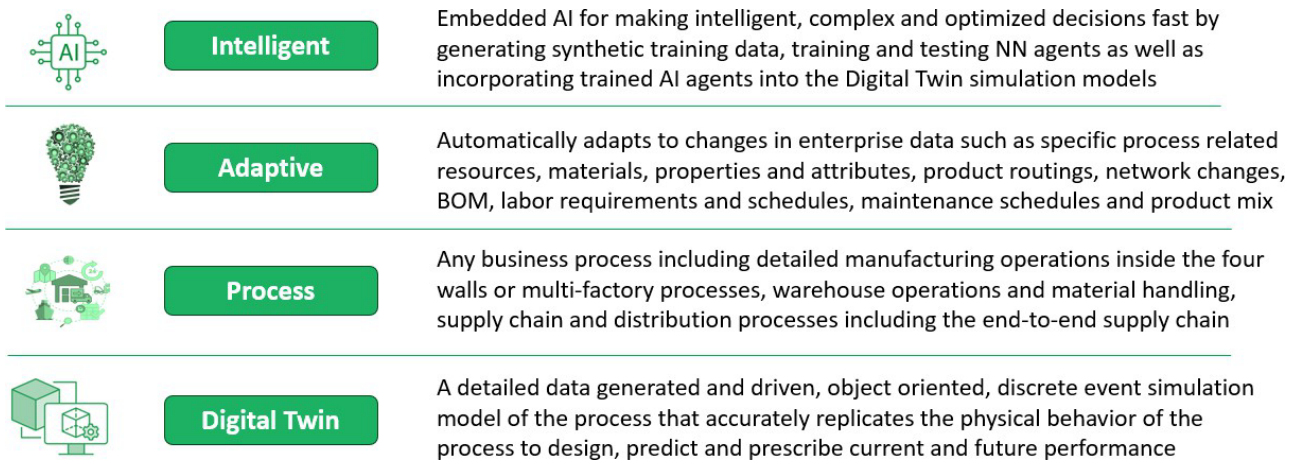 AI
Intelligent
Embedded AI for making intelligent, complex and optimized decisions fast by
generating synthetic training data, training and testing NN agents as well as
incorporating trained AI agents into the Digital Twin simulation models
Adaptive
Automatically adapts to changes in enterprise data such as specific process related
resources, materials, properties and attributes, product routings, network changes,
BOM, labor requirements and schedules, maintenance schedules and product mix
24
Process
Any business process including detailed manufacturing operations inside the four
walls or multi-factory processes, warehouse operations and material handling,
supply chain and distribution processes including the end-to-end supply chain
Digital Twin
A detailed data generated and driven, object oriented, discrete event simulation
model of the process that accurately replicates the physical behavior of the
process to design, predict and prescribe current and future performance